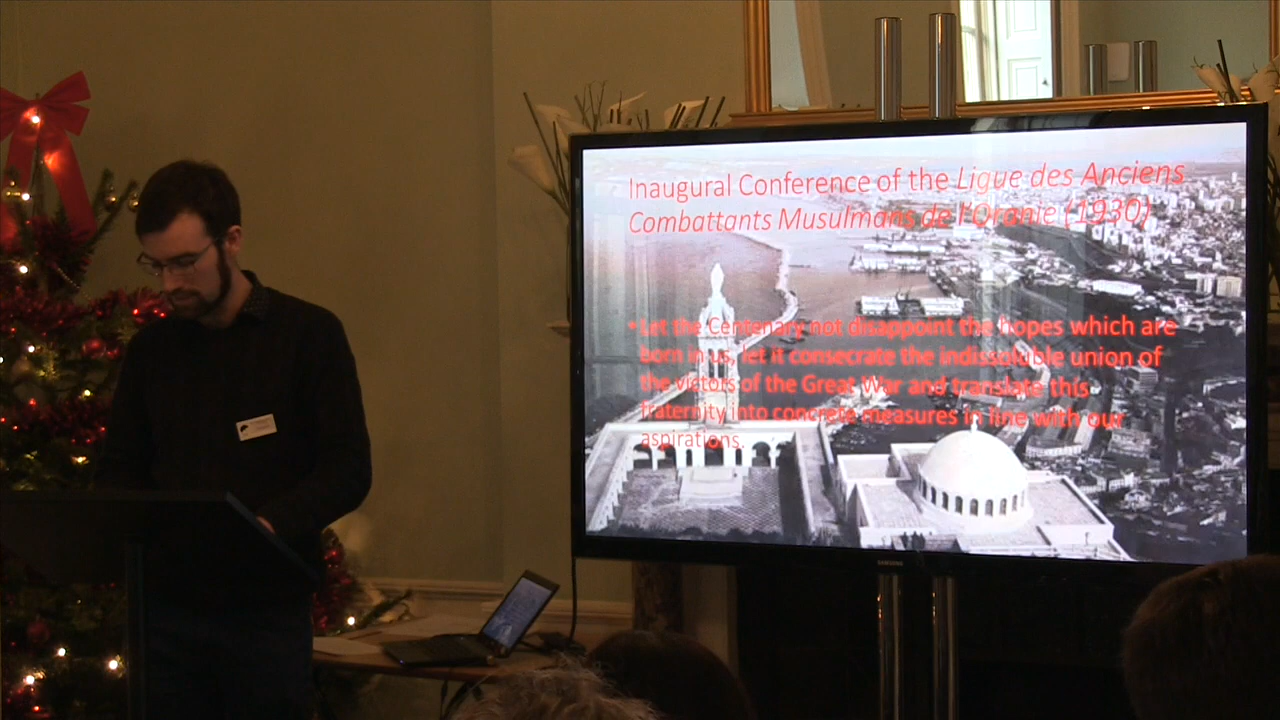 Inaugural Conference of the Ligue des Anciens
Combattants Musulmans de l'Oranie (1930)
• Let the Centenary not disappoint the hopes which are
born in us, let it consecrate the indissoluble union of
the victors of the Great War and translate this
fraternity into concrete measures in line with our
aspirations.
SAMSUNG